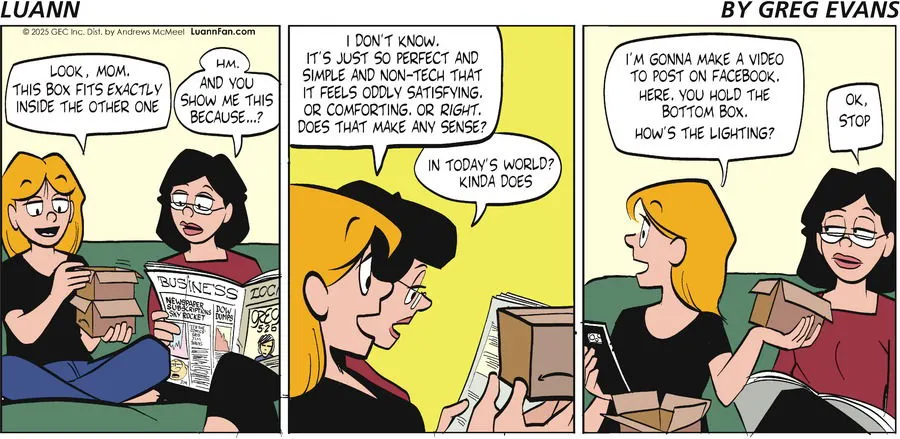 LUANN
BY GREG EVANS
© 2025 GEC Inc. Dist. by Andrews McMeel LuannFan.com
LOOK, MOM.
THIS BOX FITS EXACTLY
INSIDE THE OTHER ONE
HM.
AND YOU
SHOW ME THIS
BECAUSE...?
BUSINESS
NEWSPAPER
SUBSCRIPTIONS
SKY ROCKET
DOW
DUMPS
LOCA
OREGO
525
I DON'T KNOW.
IT'S JUST SO PERFECT AND
SIMPLE AND NON-TECH THAT
IT FEELS ODDLY SATISFYING.
OR COMFORTING. OR RIGHT.
DOES THAT MAKE ANY SENSE?
IN TODAY'S WORLD?
KINDA DOES
I'M GONNA MAKE A VIDEO
TO POST ON FACEBOOK.
HERE. YOU HOLD THE
BOTTOM BOX.
HOW'S THE LIGHTING?
OK,
STOP